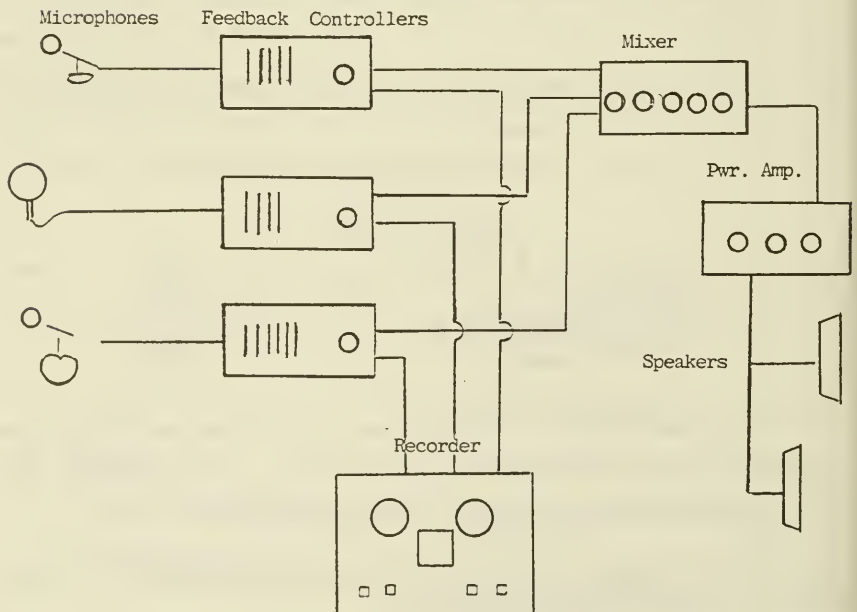 Microphones Feedback Controllers
Mixer
Pwr. Amp.
Speakers
Recorder